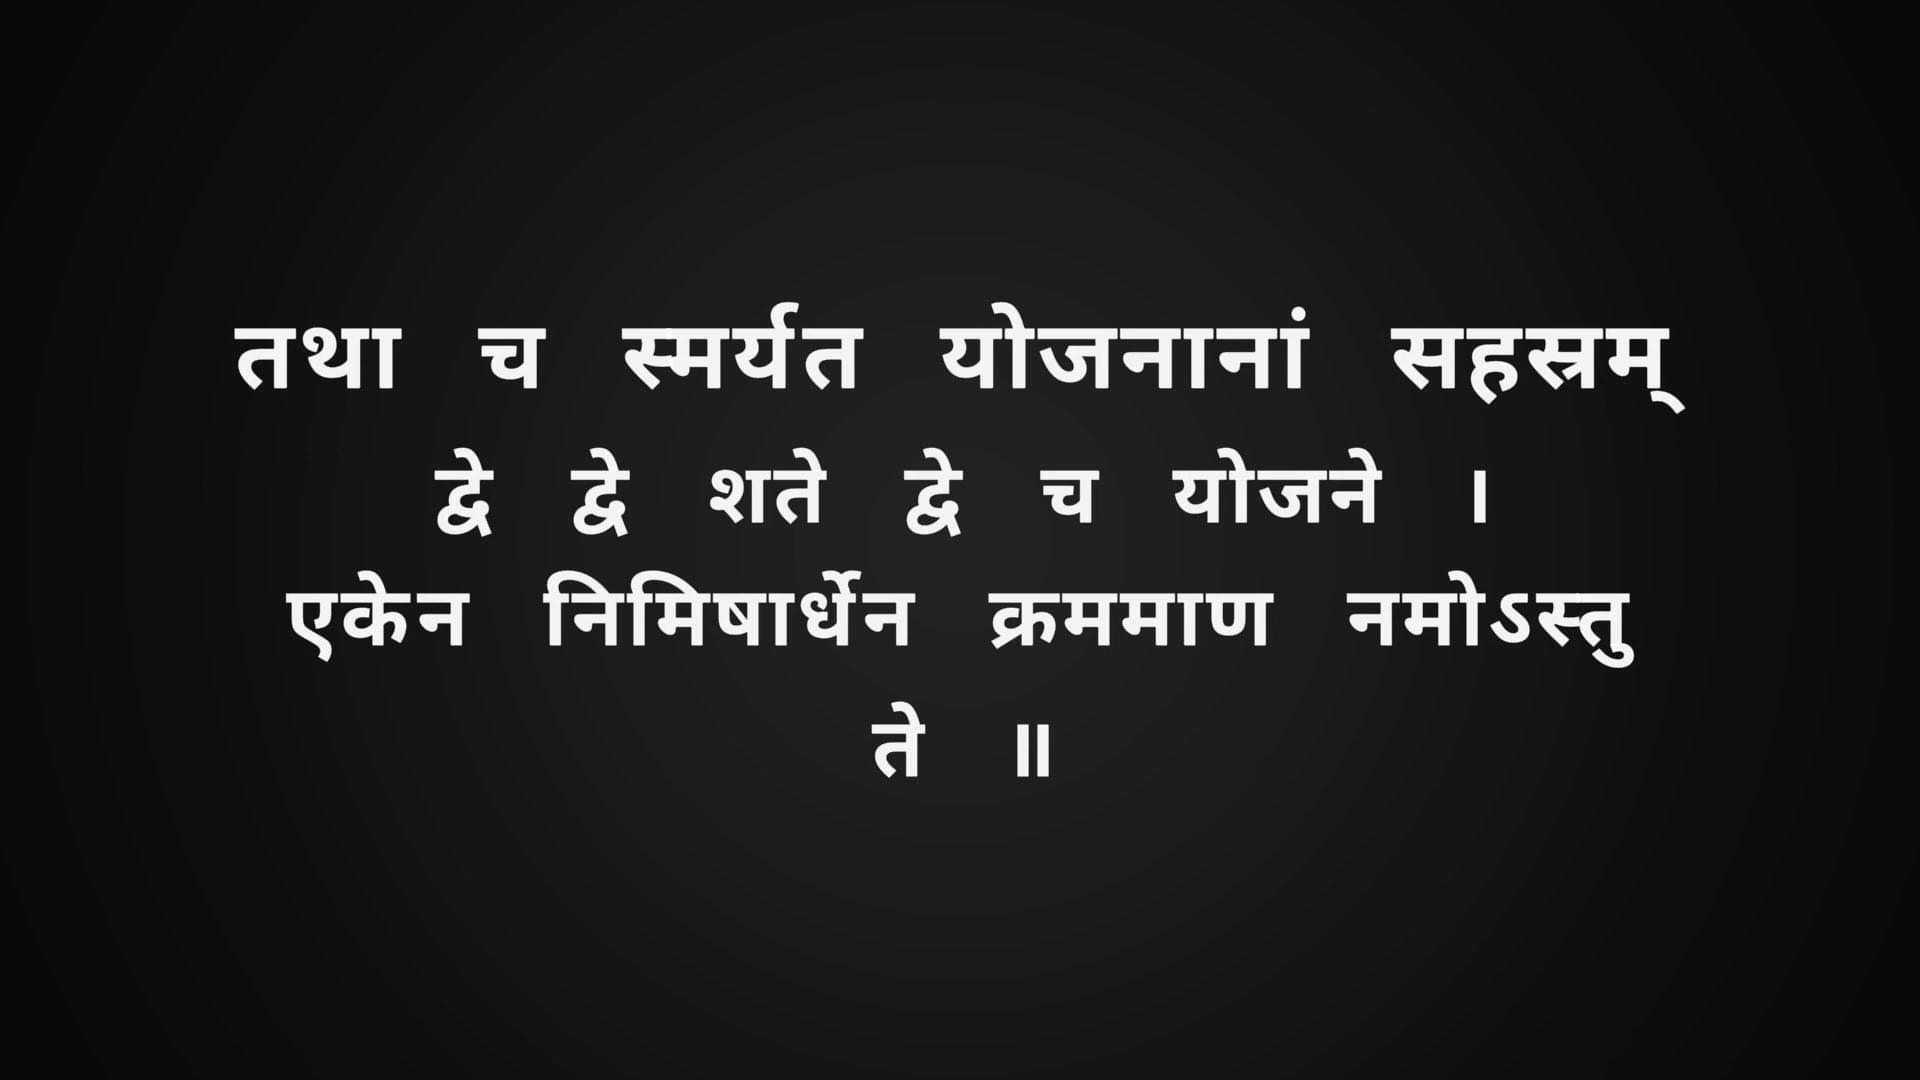 तथा च स्मर्यत योजनानां सहस्रम्
द्वे द्वे शते द्वे च योजने ।
एकेन निमिषार्धेन क्रममाण नमोऽस्तु
ते ॥